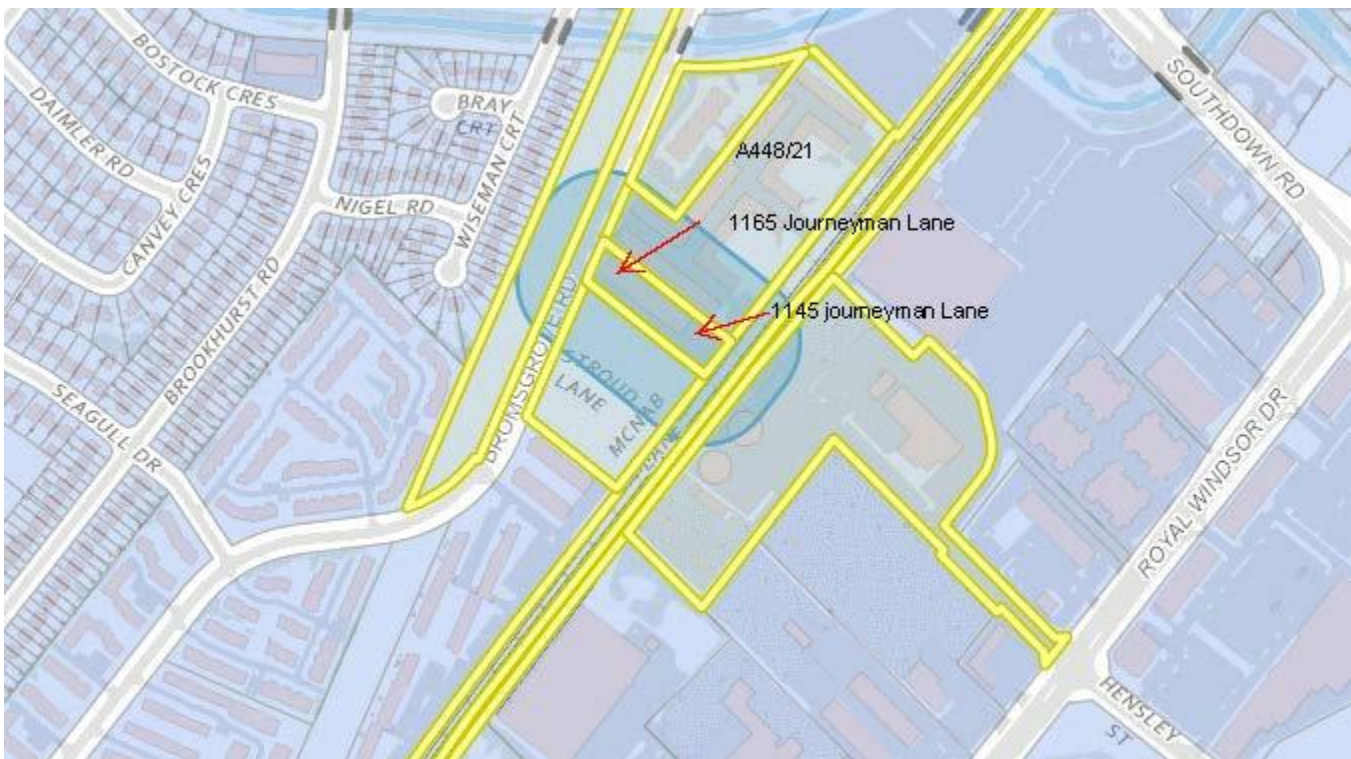 BOSTOCK CRES
DAIMLER RD
CANVEY CRES
BRAY
CRT
WISEMAN CRT
NIGEL RD
BROOKHURST RD
SEAGULL DR
BROMSGROVE RD
STROUD
LANE
MCNAB
LANE
A448/21
1165 Journeyman Lane
1145 journeyman Lane
SOUTHDOWN RD
ROYAL WINDSOR DR
HENSLEY
ST